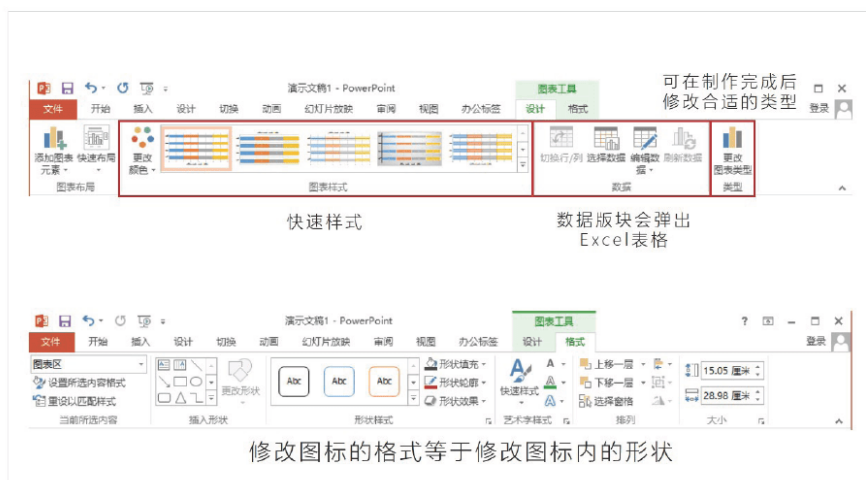 演示文稿1 - PowerPoint
图表工具
可在制作完成后
修改合适的类型
文件 开始 插入 设计 切换 动画 幻灯片放映 审阅 视图 办公标签 设计 格式 登录
添加图表元素 快速布局 更改颜色 切换行/列 选择数据 编辑数据 刷新数据 更改图表类型
图表布局 图表样式 数据 类型
快速样式
数据版块会弹出
Excel表格
演示文稿1 - PowerPoint
图表工具
文件 开始 插入 设计 切换 动画 幻灯片放映 审阅 视图 办公标签 设计 格式 登录
图表区 形状填充 上移一层 15.05 厘米
设置所选内容格式 更改形状 Abc Abc Abc 形状轮廓 快速样式 下移一层
重设以匹配样式 形状效果 选择窗格 28.98 厘米
当前所选内容 插入形状 形状样式 艺术字样式 排列 大小
修改图标的格式等于修改图标内的形状